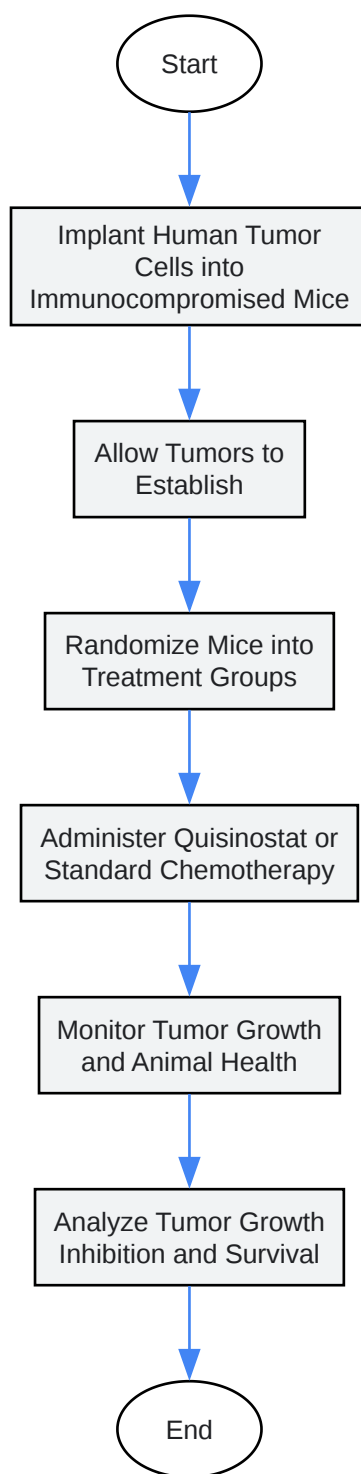 Start
Implant Human Tumor
Cells into
Immunocompromised Mice
Allow Tumors to
Establish
Randomize Mice into
Treatment Groups
Administer Quisinostat or
Standard Chemotherapy
Monitor Tumor Growth
and Animal Health
Analyze Tumor Growth
Inhibition and Survival
End